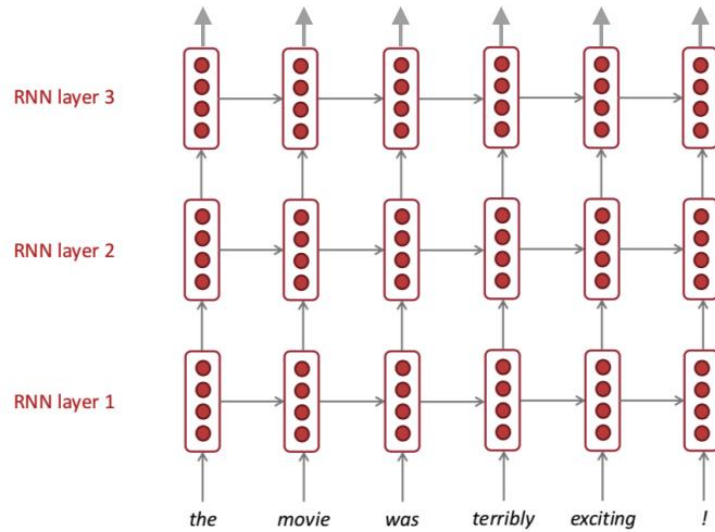 RNN layer 3
RNN layer 2
RNN layer 1
the movie was terribly exciting !